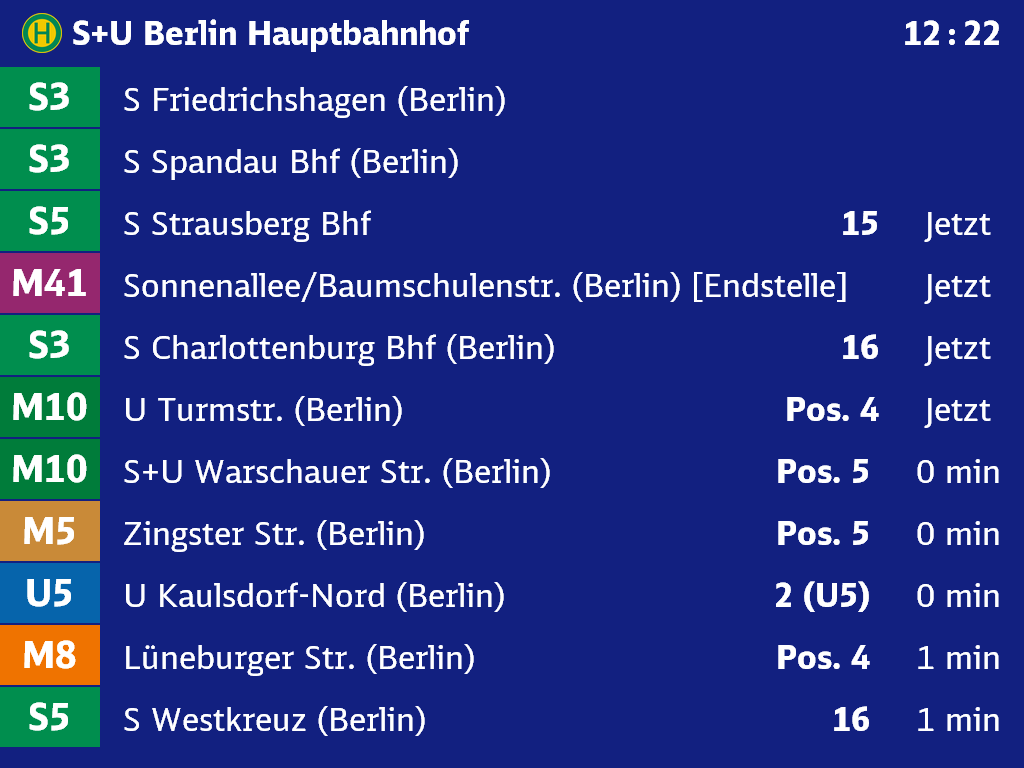 H S+U Berlin Hauptbahnhof 12:22
S3 S Friedrichshagen (Berlin)
S3 S Spandau Bhf (Berlin)
S5 S Strausberg Bhf 15 Jetzt
M41 Sonnenallee/Baumschulenstr. (Berlin) [Endstelle] Jetzt
S3 S Charlottenburg Bhf (Berlin) 16 Jetzt
M10 U Turmstr. (Berlin) Pos. 4 Jetzt
M10 S+U Warschauer Str. (Berlin) Pos. 5 0 min
M5 Zingster Str. (Berlin) Pos. 5 0 min
U5 U Kaulsdorf-Nord (Berlin) 2 (U5) 0 min
M8 Lüneburger Str. (Berlin) Pos. 4 1 min
S5 S Westkreuz (Berlin) 16 1 min